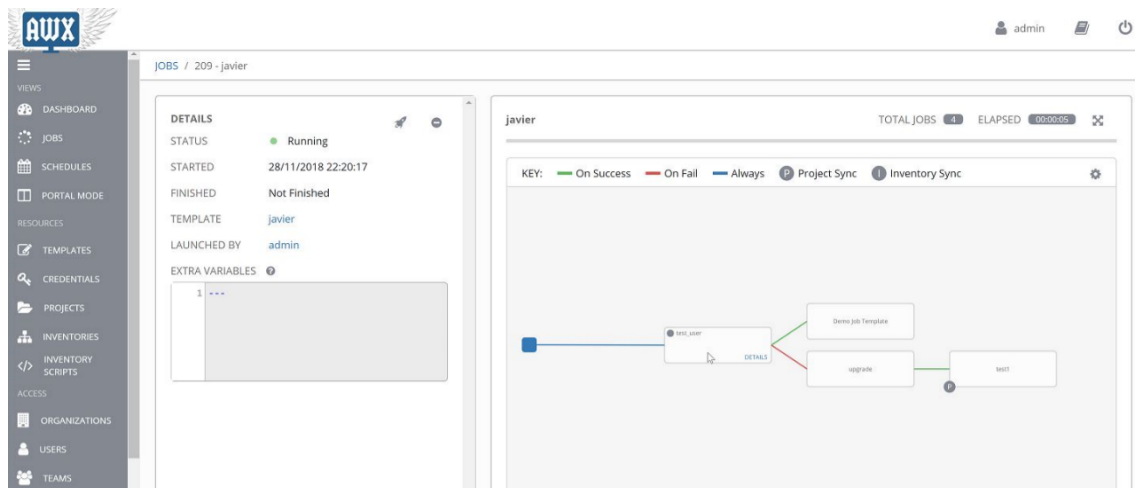 AWX
admin
JOBS / 209 - javier
VIEWS
DASHBOARD
JOBS
SCHEDULES
PORTAL MODE
RESOURCES
TEMPLATES
CREDENTIALS
PROJECTS
INVENTORIES
INVENTORY
SCRIPTS
ACCESS
ORGANIZATIONS
USERS
TEAMS
DETAILS
STATUS Running
STARTED 28/11/2018 22:20:17
FINISHED Not Finished
TEMPLATE javier
LAUNCHED BY admin
EXTRA VARIABLES ?
1 ---
javier TOTAL JOBS 4 ELAPSED 00:00:05
KEY: On Success On Fail Always P Project Sync I Inventory Sync
test_user
DETAILS
Demo Job Template
upgrade
test1
P